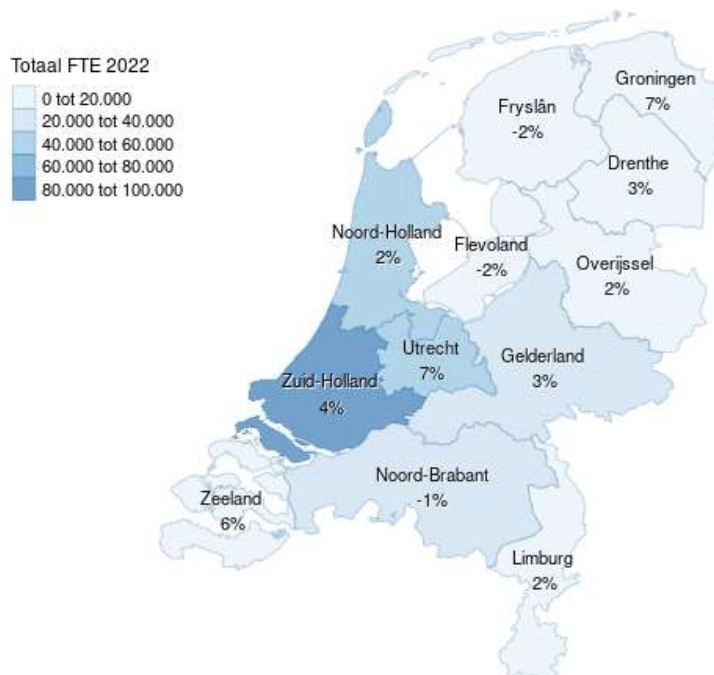 Totaal FTE 2022
0 tot 20.000
20.000 tot 40.000
40.000 tot 60.000
60.000 tot 80.000
80.000 tot 100.000
Groningen
7%
Fryslân
-2%
Drenthe
3%
Noord-Holland
2%
Flevoland
-2%
Overijssel
2%
Utrecht
7%
Gelderland
3%
Zuid-Holland
4%
Noord-Brabant
-1%
Zeeland
6%
Limburg
2%